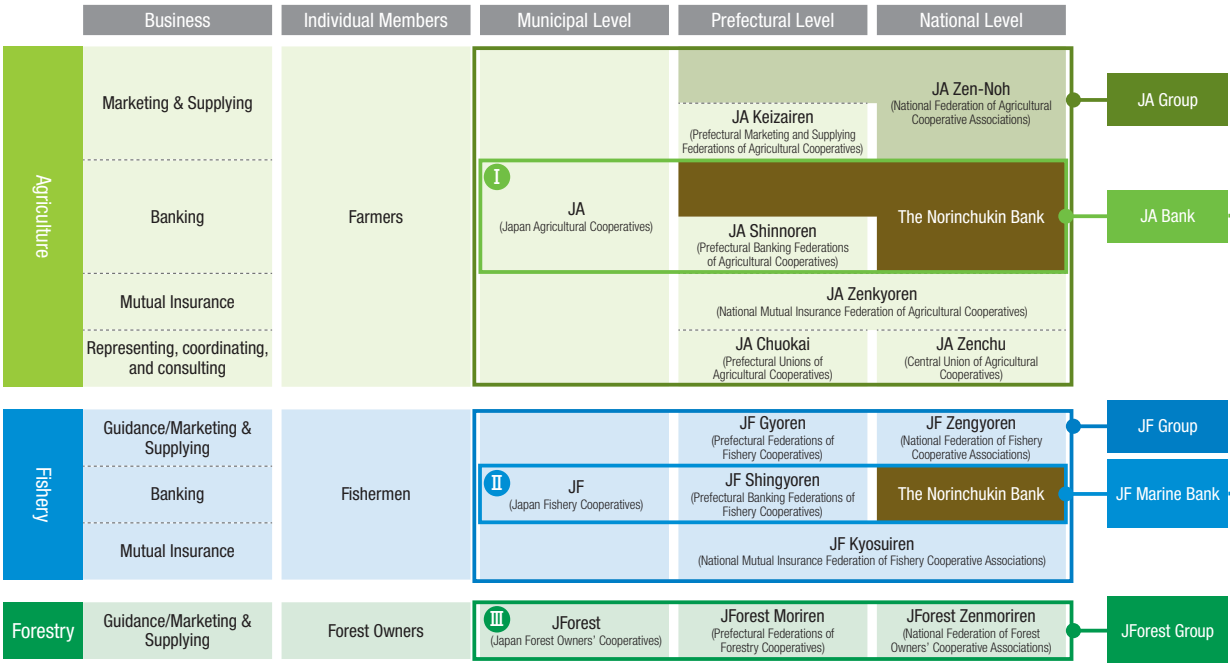 Business
Individual Members
Municipal Level
Prefectural Level
National Level
Agriculture
Marketing & Supplying
Banking
Mutual Insurance
Representing, coordinating,
and consulting
Farmers
I
JA
(Japan Agricultural Cooperatives)
JA Keizairen
(Prefectural Marketing and Supplying
Federations of Agricultural Cooperatives)
JA Zen-Noh
(National Federation of Agricultural
Cooperative Associations)
JA Shinnoren
(Prefectural Banking Federations
of Agricultural Cooperatives)
The Norinchukin Bank
JA Zenkyoren
(National Mutual Insurance Federation of Agricultural Cooperatives)
JA Chuokai
(Prefectural Unions of
Agricultural Cooperatives)
JA Zenchu
(Central Union of Agricultural
Cooperatives)
JA Group
JA Bank
Fishery
Guidance/Marketing &
Supplying
Banking
Mutual Insurance
Fishermen
II
JF
(Japan Fishery Cooperatives)
JF Gyoren
(Prefectural Federations of
Fishery Cooperatives)
JF Zengyoren
(National Federation of Fishery
Cooperative Associations)
JF Shingyoren
(Prefectural Banking Federations of
Fishery Cooperatives)
The Norinchukin Bank
JF Kyosuiren
(National Mutual Insurance Federation of Fishery Cooperative Associations)
JF Group
JF Marine Bank
Forestry
Guidance/Marketing &
Supplying
Forest Owners
III
JForest
(Japan Forest Owners' Cooperatives)
JForest Moriren
(Prefectural Federations of
Forestry Cooperatives)
JForest Zenmoriren
(National Federation of Forest
Owners' Cooperative Associations)
JForest Group